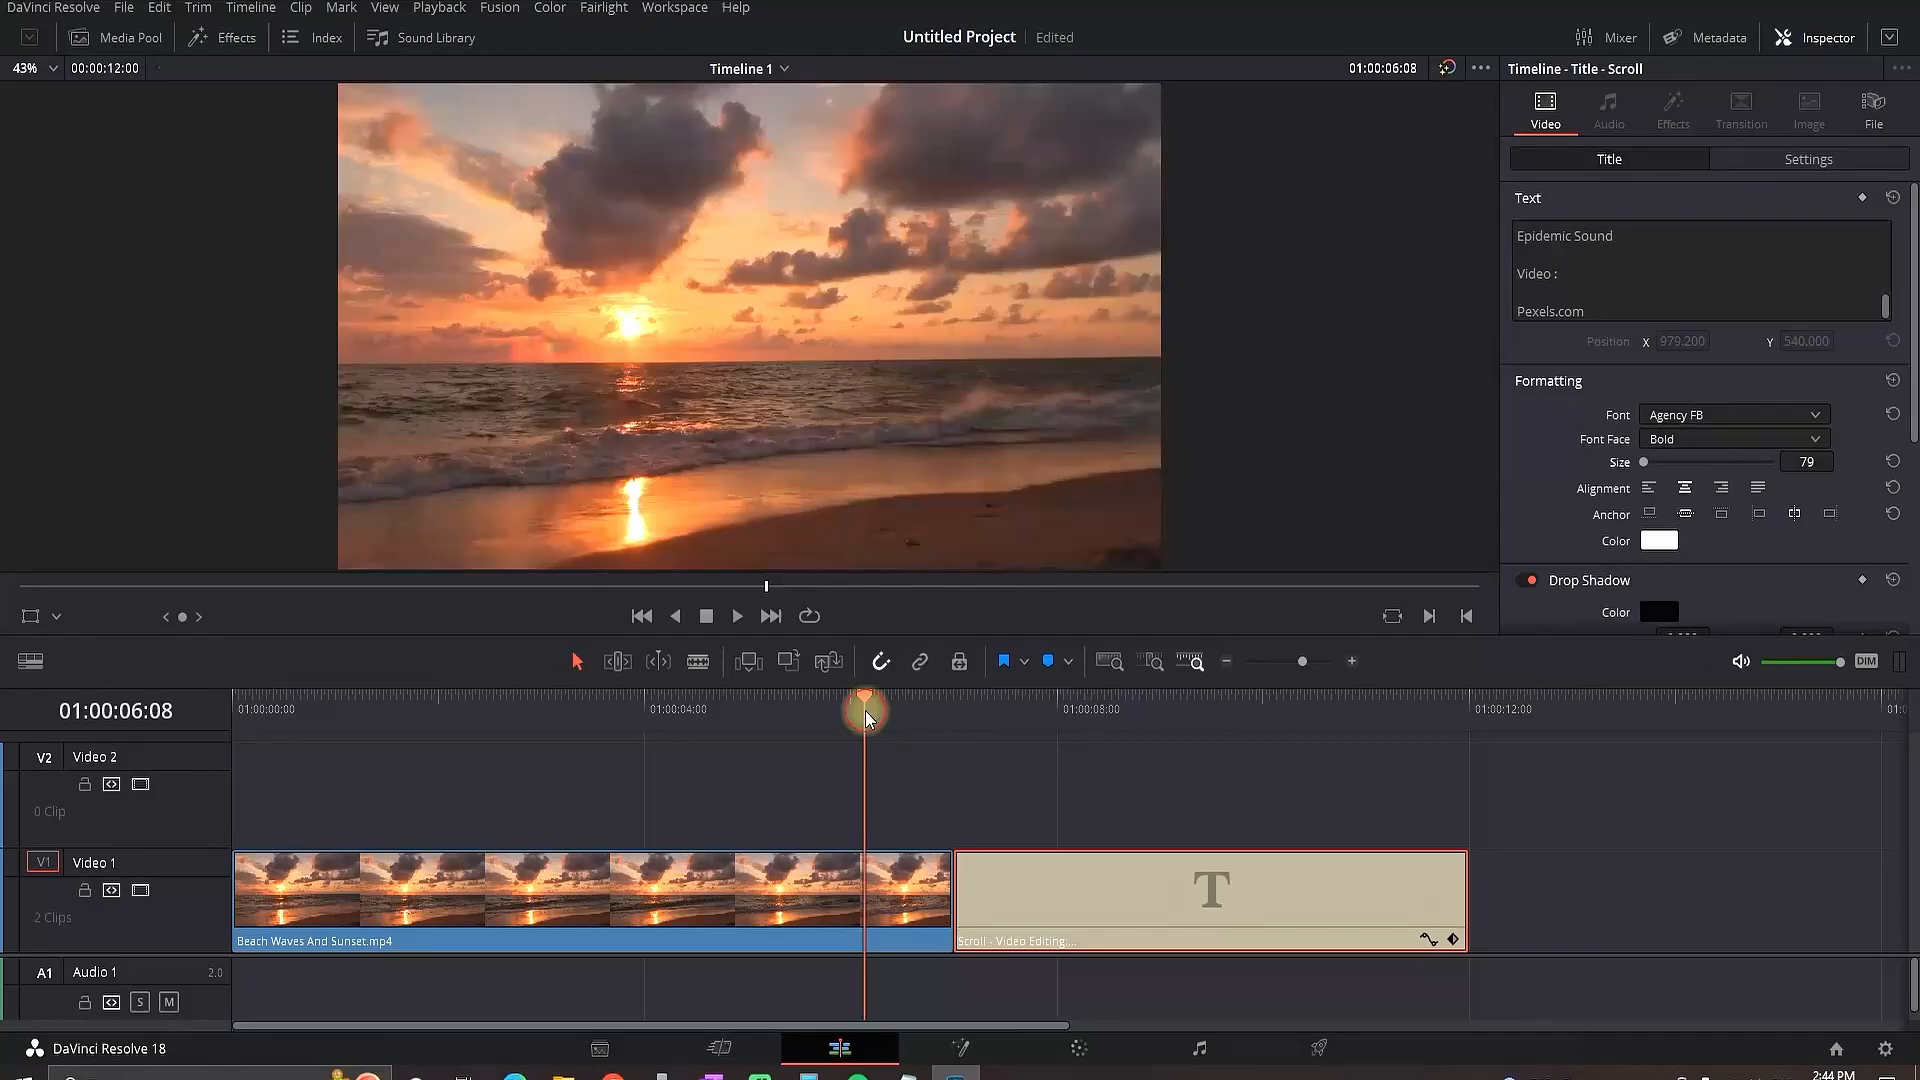 DaVinci Resolve File Edit Trim Timeline Clip Mark View Playback Fusion Color Fairlight Workspace Help
Media Pool Effects Index Sound Library Untitled Project Edited Mixer Metadata Inspector
43% 00:00:12:00 Timeline 1 01:00:06:08 Timeline - Title - Scroll
Video Audio Effects Transition Image File
Title Settings
Text
Epidemic Sound
Video :
Pexels.com
Position X 979.200 Y 540.000
Formatting
Font Agency FB
Font Face Bold
Size 79
Alignment
Anchor
Color
Drop Shadow
Color
DIM
01:00:06:08 01:00:00:00 01:00:04:00 01:00:08:00 01:00:12:00
V2 Video 2
0 Clip
V1 Video 1
2 Clips
T
Beach Waves And Sunset.mp4 Scroll - Video Editing:...
A1 Audio 1 2.0
S M
DaVinci Resolve 18
2:44 PM